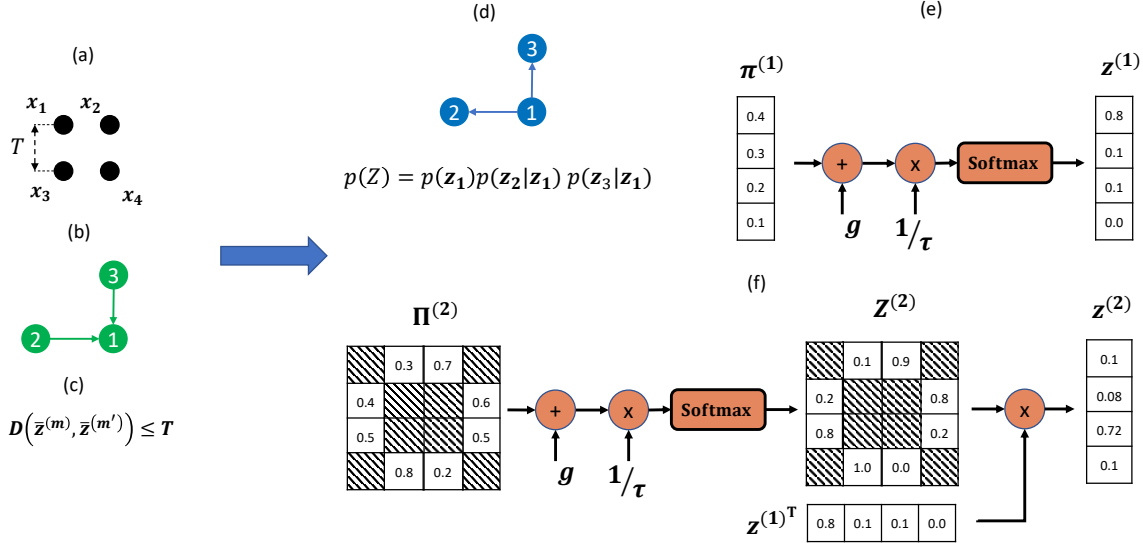 (a)
x₁ x₂
T
x₃ x₄
(b)
3
2 1
(c)
D(z̄⁽ᵐ⁾, z̄⁽ᵐ′⁾) ≤ T
(d)
3
2 1
p(Z) = p(z₁)p(z₂|z₁) p(z₃|z₁)
(e)
π⁽¹⁾
0.4
0.3
0.2
0.1
+ x Softmax
g 1/τ
z⁽¹⁾
0.8
0.1
0.1
0.0
(f)
Π⁽²⁾
0.3 0.7
0.4 0.6
0.5 0.5
0.8 0.2
+ x Softmax
g 1/τ
Z⁽²⁾
0.1 0.9
0.2 0.8
0.8 0.2
1.0 0.0
z⁽¹⁾ᵀ 0.8 0.1 0.1 0.0
x
z⁽²⁾
0.1
0.08
0.72
0.1